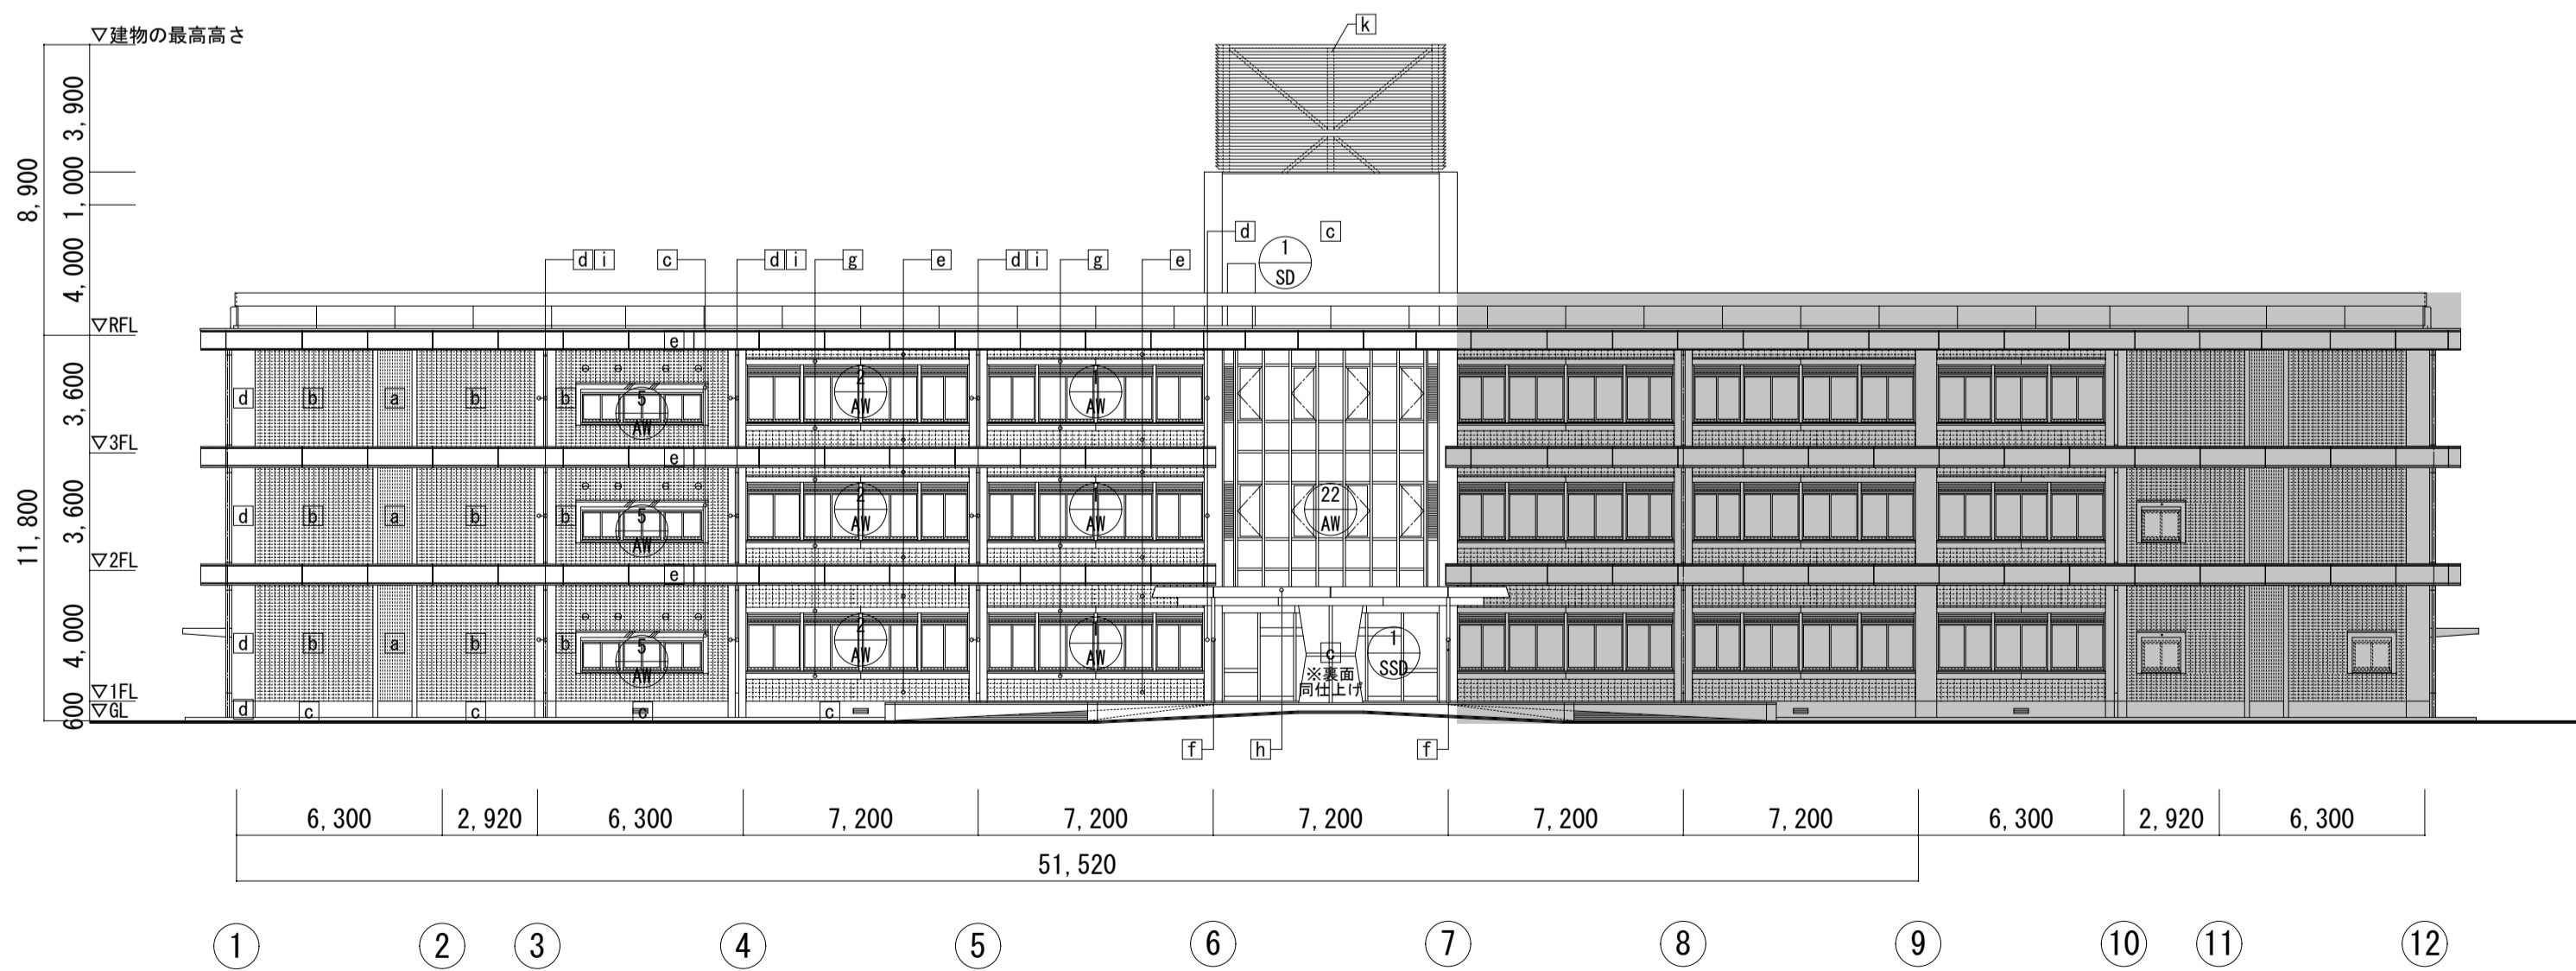 k
▽建物の最高高さ
3,900
1,000
8,900
4,000
d c
1
SD
d i c d i g e d i g e
▽RFL
e
3,600
d b a b b
5
AW
2
AW
1
AW
▽3FL
e
11,800
3,600
d b a b b
5
AW
2
AW
1
AW
22
AW
▽2FL
e
4,000
d b a b b
5
AW
2
AW
1
AW
c
※裏面
同仕上げ
1
SSD
▽1FL
600
▽GL
d c c c c
f h f
6,300 2,920 6,300 7,200 7,200 7,200 7,200 7,200 6,300 2,920 6,300
51,520
1 2 3 4 5 6 7 8 9 10 11 12